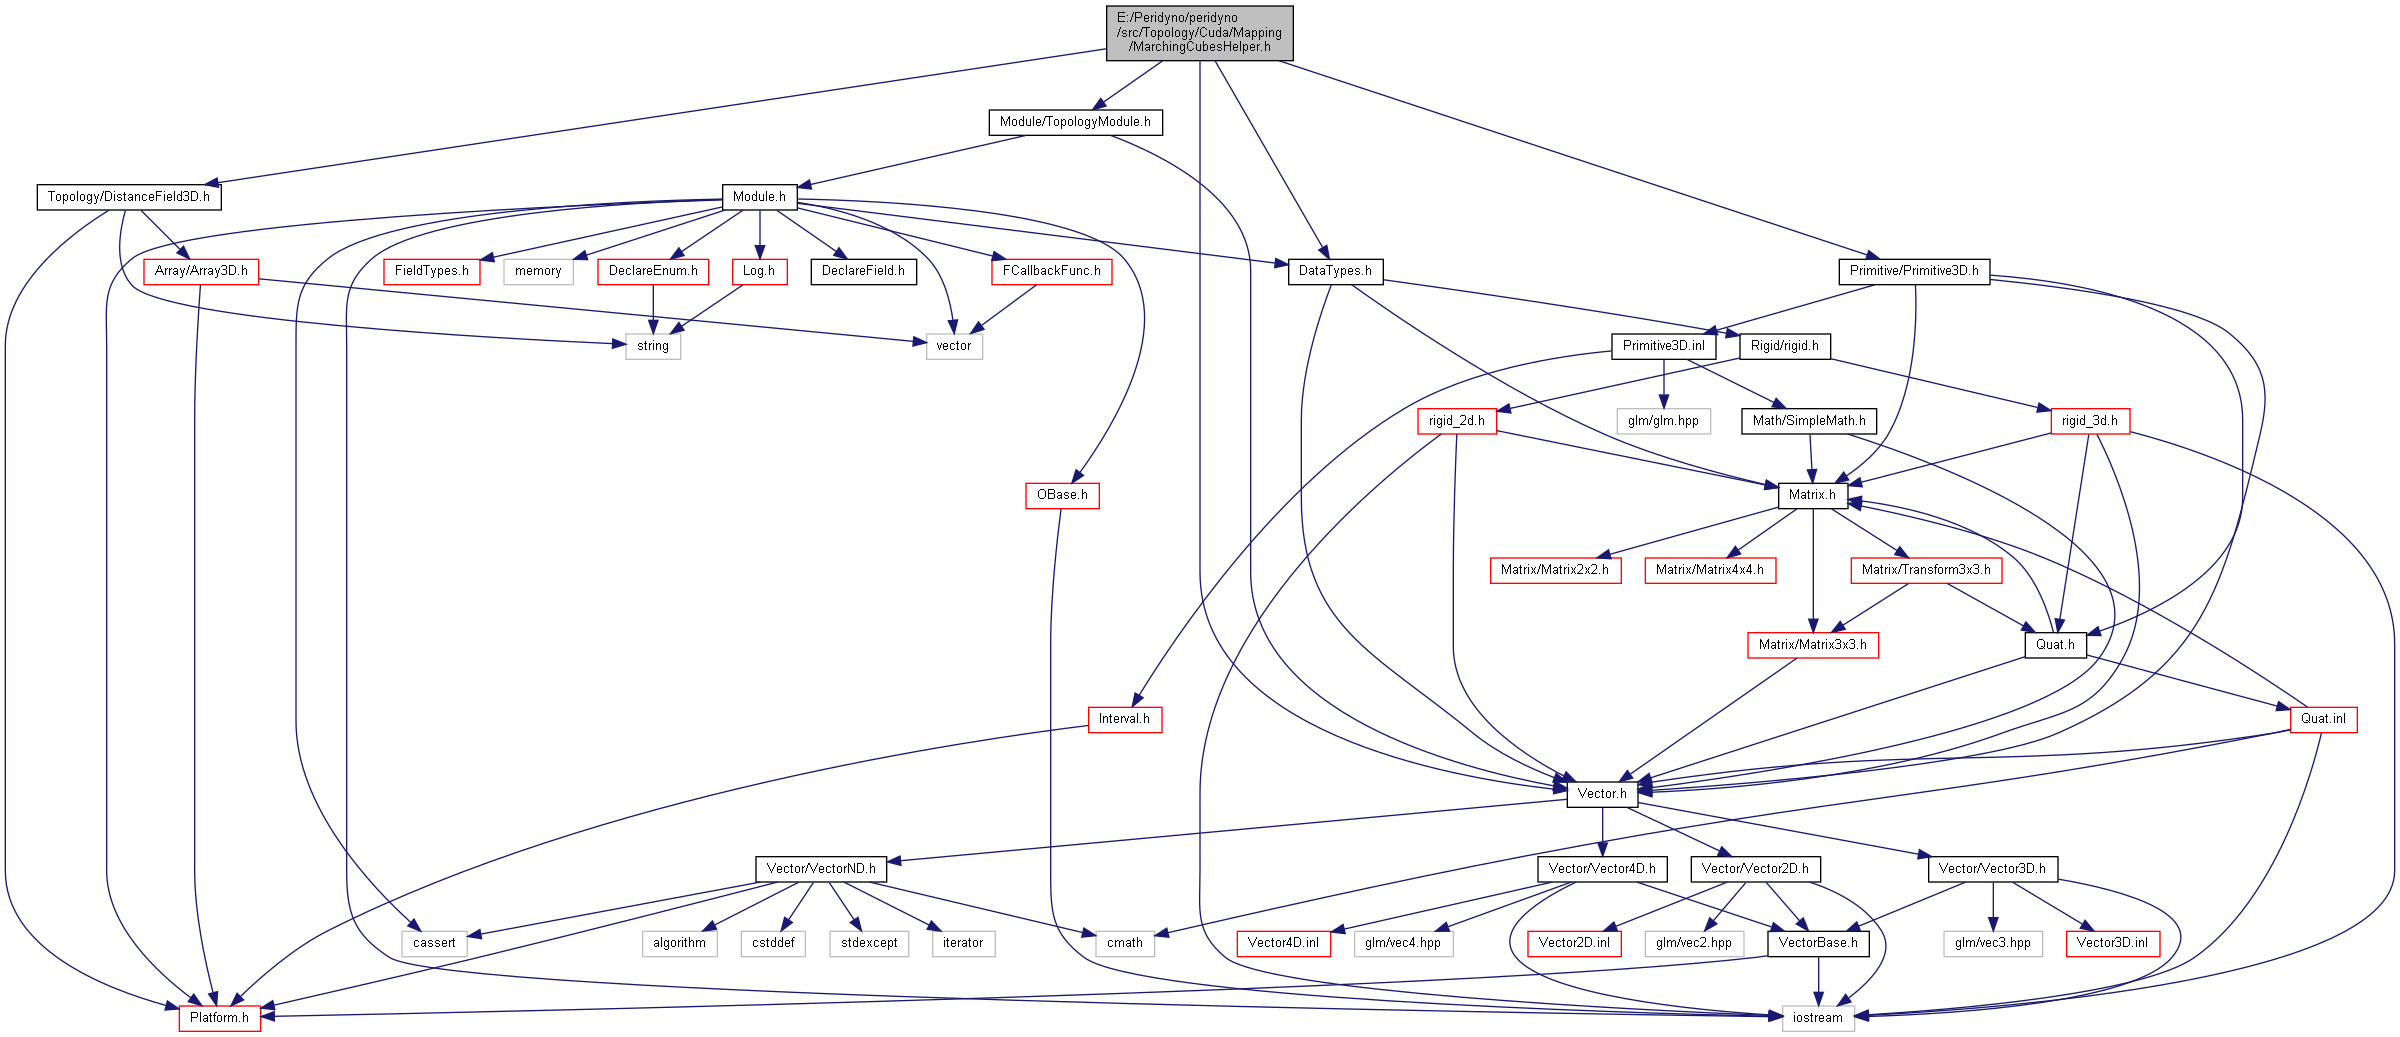 E:/Peridyno/peridyno
/src/Topology/Cuda/Mapping
/MarchingCubesHelper.h
Module/TopologyModule.h
Topology/DistanceField3D.h
Module.h
Array/Array3D.h
FieldTypes.h
memory
DeclareEnum.h
Log.h
DeclareField.h
FCallbackFunc.h
DataTypes.h
Primitive/Primitive3D.h
string
vector
Primitive3D.inl
Rigid/rigid.h
rigid_2d.h
glm/glm.hpp
Math/SimpleMath.h
rigid_3d.h
OBase.h
Matrix.h
Matrix/Matrix2x2.h
Matrix/Matrix4x4.h
Matrix/Transform3x3.h
Matrix/Matrix3x3.h
Quat.h
Interval.h
Quat.inl
Vector.h
Vector/VectorND.h
Vector/Vector4D.h
Vector/Vector2D.h
Vector/Vector3D.h
cassert
algorithm
cstddef
stdexcept
iterator
cmath
Vector4D.inl
glm/vec4.hpp
Vector2D.inl
glm/vec2.hpp
VectorBase.h
glm/vec3.hpp
Vector3D.inl
Platform.h
iostream